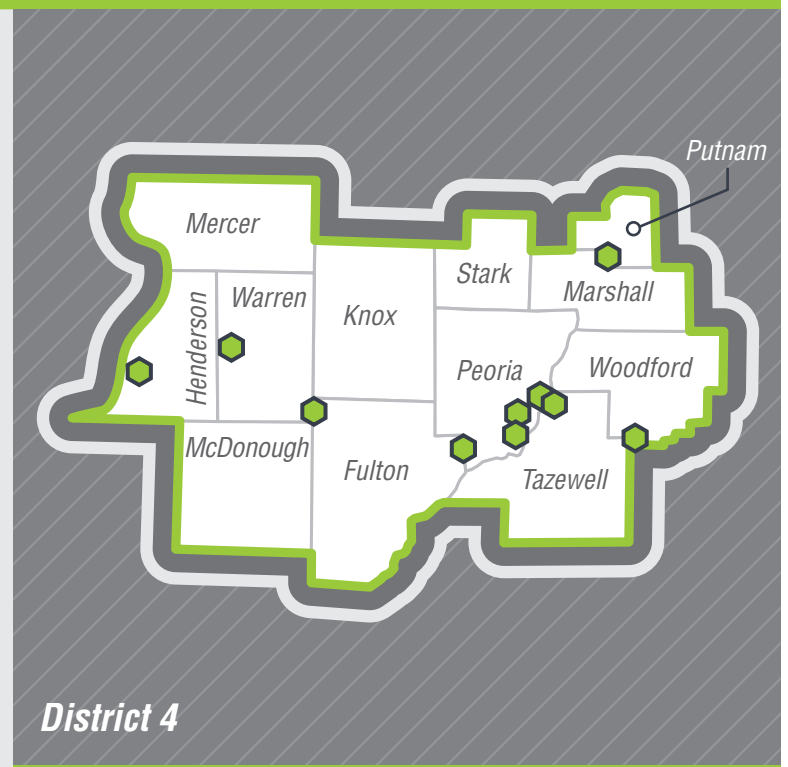 Putnam
Mercer
Stark
Marshall
Henderson
Warren
Knox
Peoria
Woodford
McDonough
Fulton
Tazewell
District 4